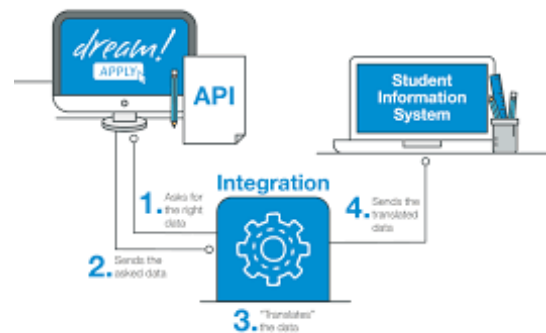 dream!
APPLY
API
Student
Information
System
Integration
1. Asks for
the right
data
2. Sends the
asked data
3. "Translates"
the data
4. Sends the
translated
data